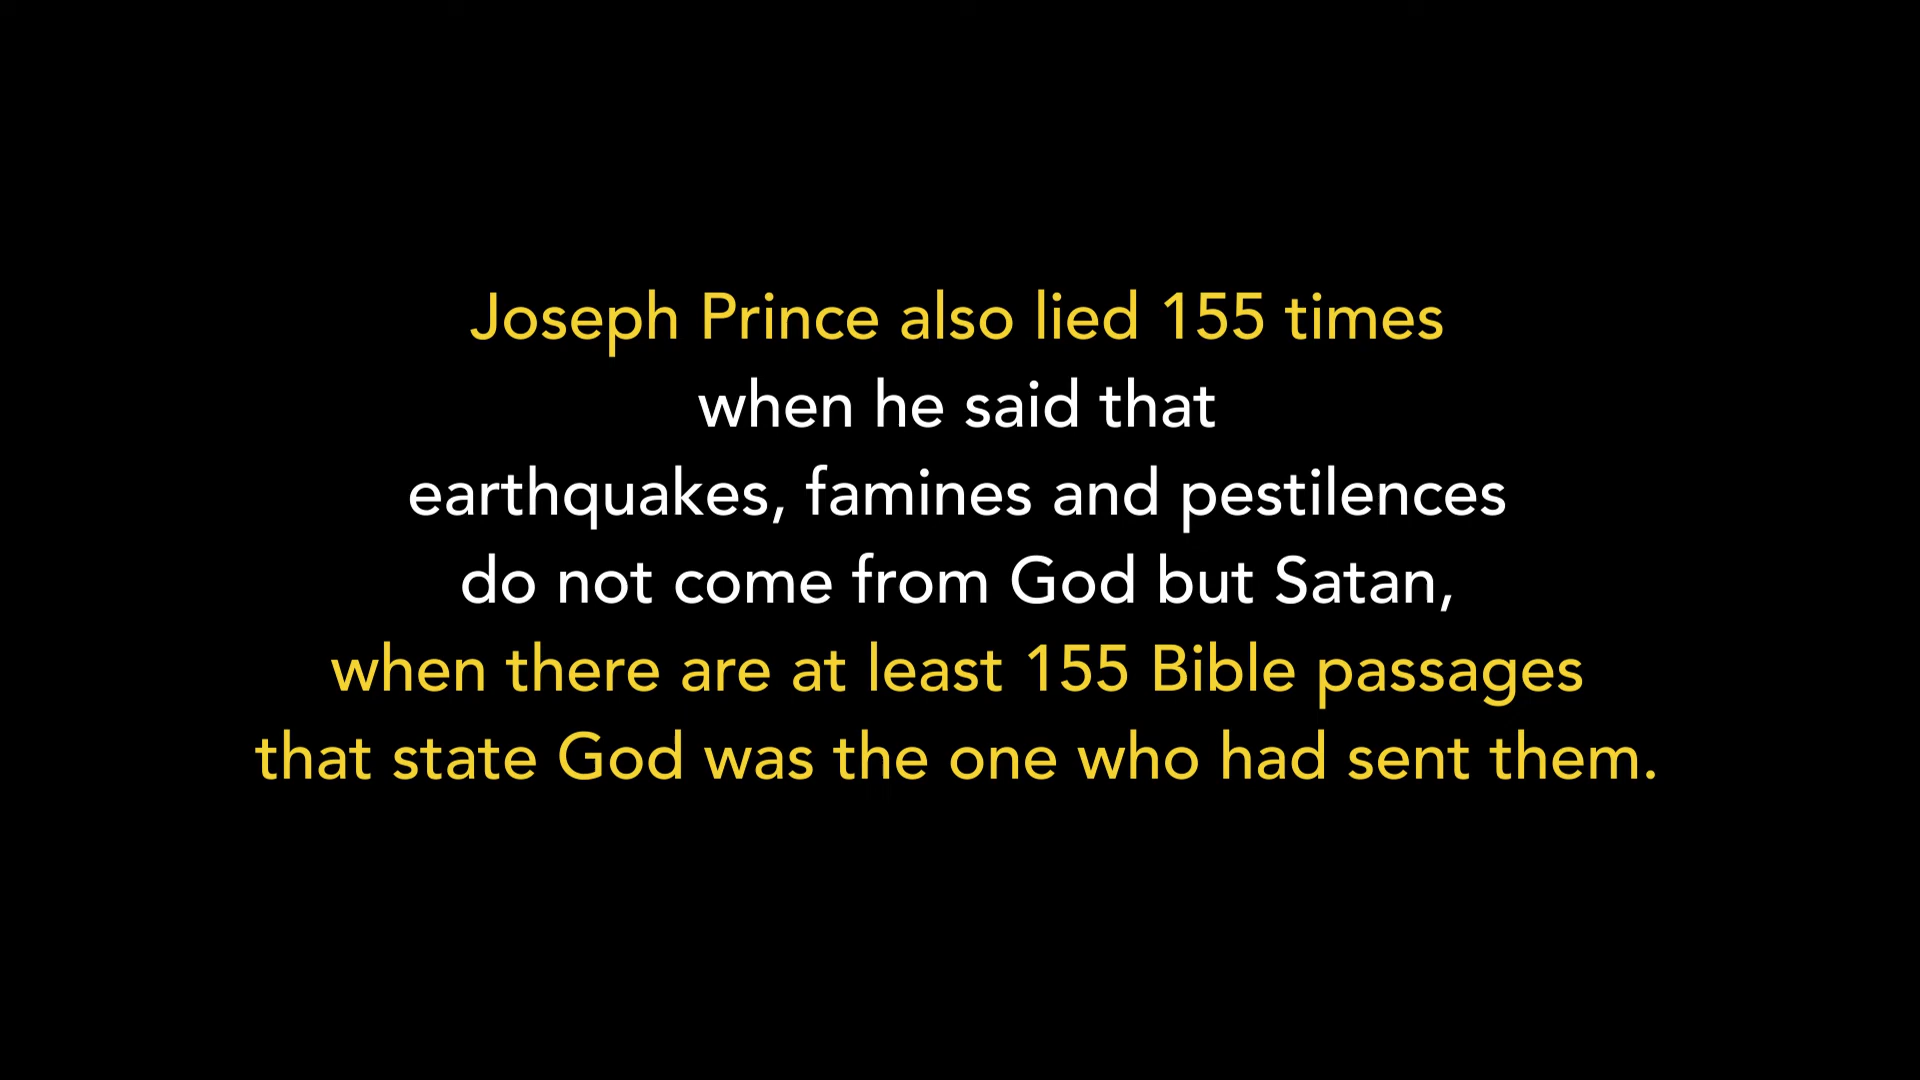 Joseph Prince also lied 155 times
when he said that
earthquakes, famines and pestilences
do not come from God but Satan,
when there are at least 155 Bible passages
that state God was the one who had sent them.